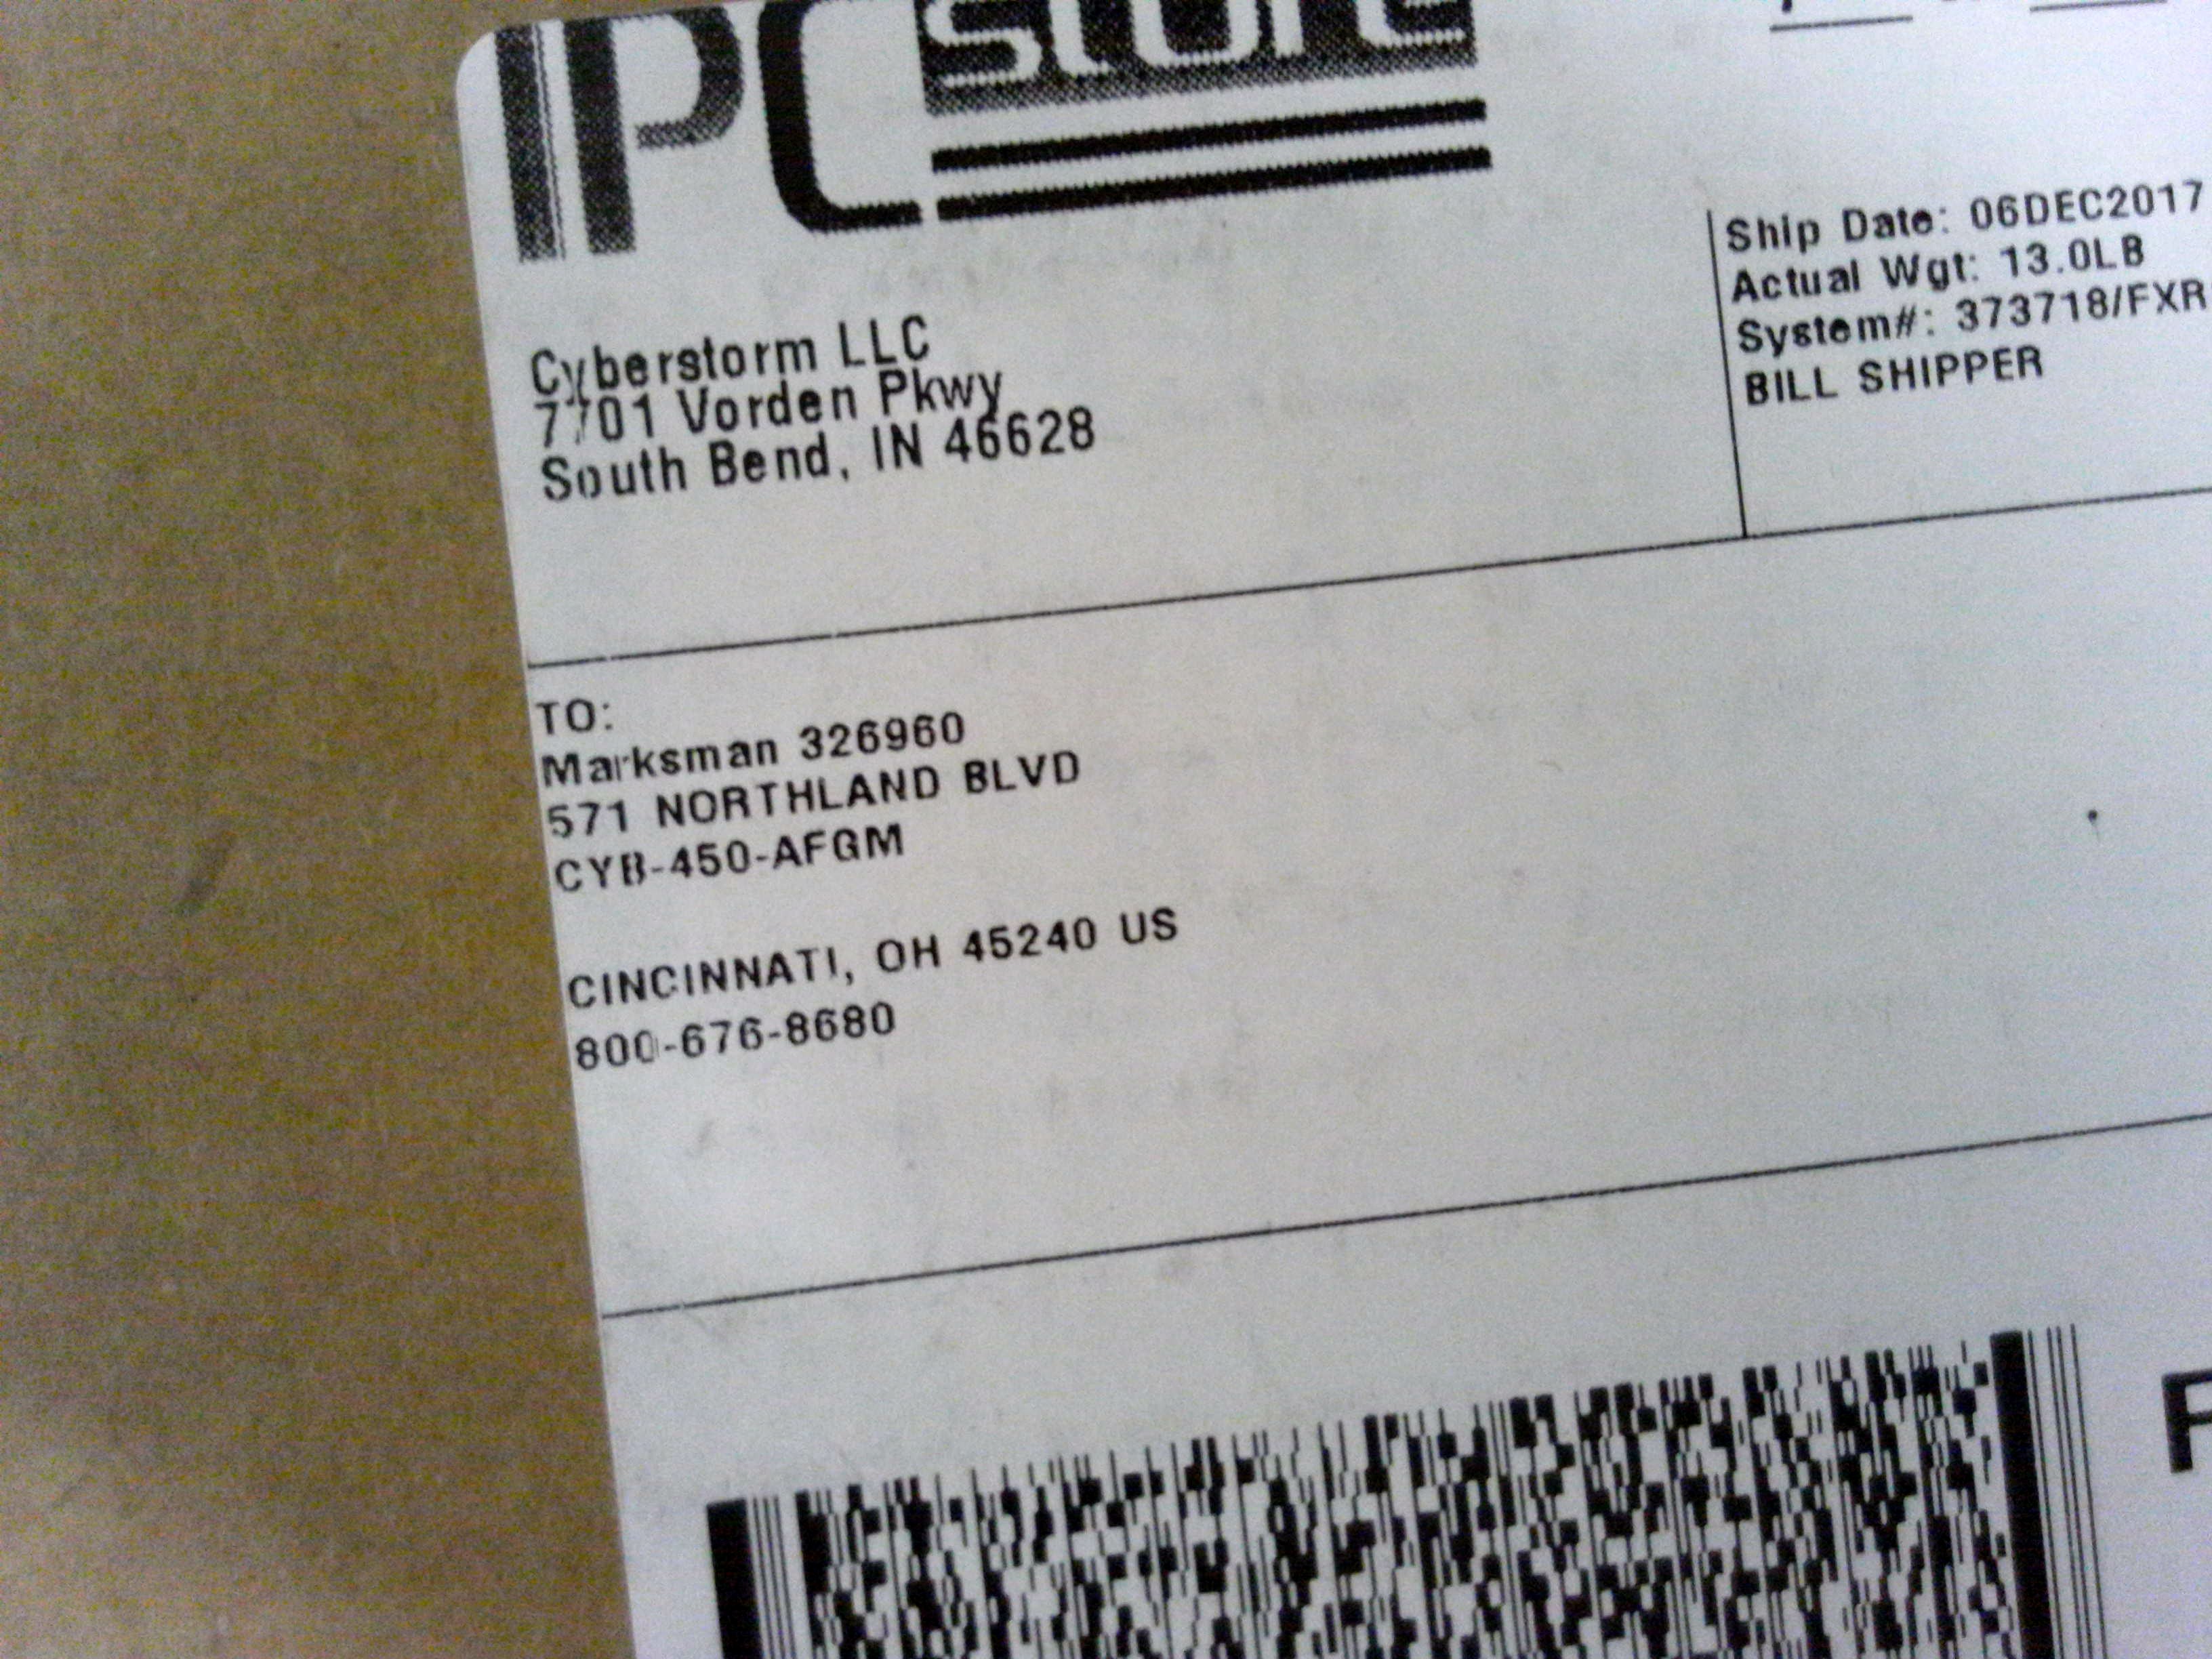 IPC store
Cyberstorm LLC
7701 Vorden Pkwy
South Bend, IN 46628
Ship Date: 06DEC2017
Actual Wgt: 13.0LB
System#: 373718/FXR
BILL SHIPPER
TO:
Marksman 326960
571 NORTHLAND BLVD
CYB-450-AFGM
CINCINNATI, OH 45240 US
800-676-8680